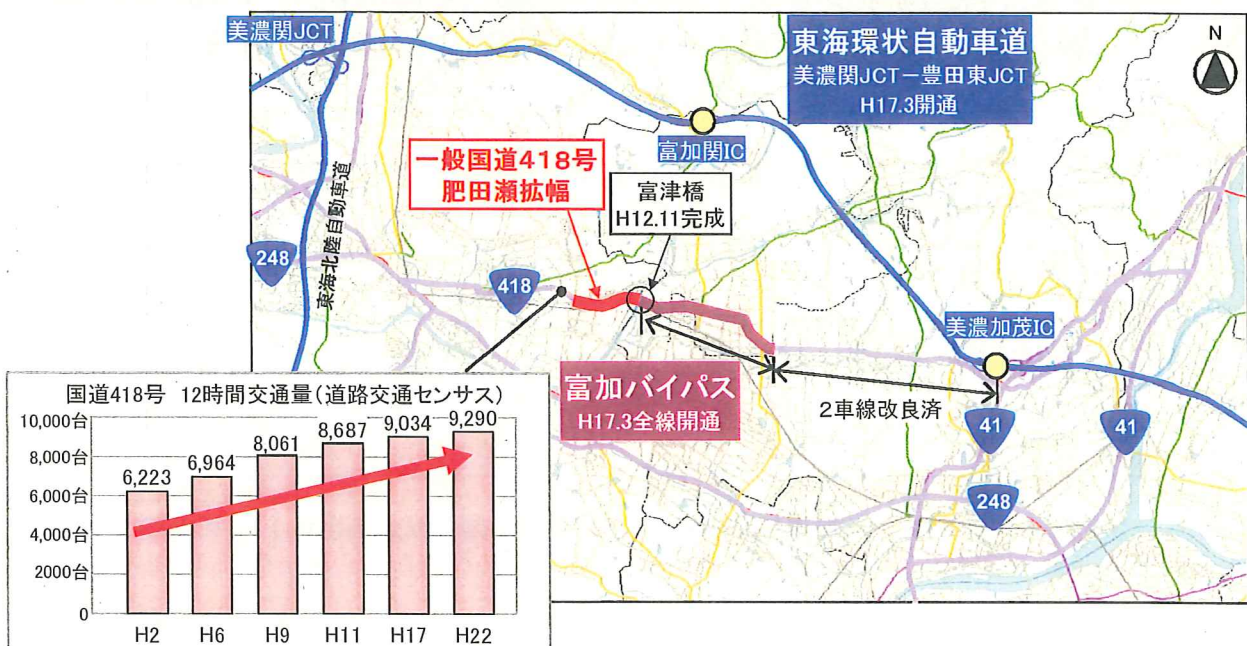 美濃関JCT
東海環状自動車道
美濃関JCT－豊田東JCT
H17.3開通
N
富加関IC
一般国道418号
肥田瀬拡幅
富津橋
H12.11完成
東海北陸自動車道
248
418
美濃加茂IC
富加バイパス
H17.3全線開通
2車線改良済
41
41
248
国道418号 12時間交通量(道路交通センサス)
10,000台
8,000台
6,000台
4,000台
2000台
0
6,223
6,964
8,061
8,687
9,034
9,290
H2
H6
H9
H11
H17
H22